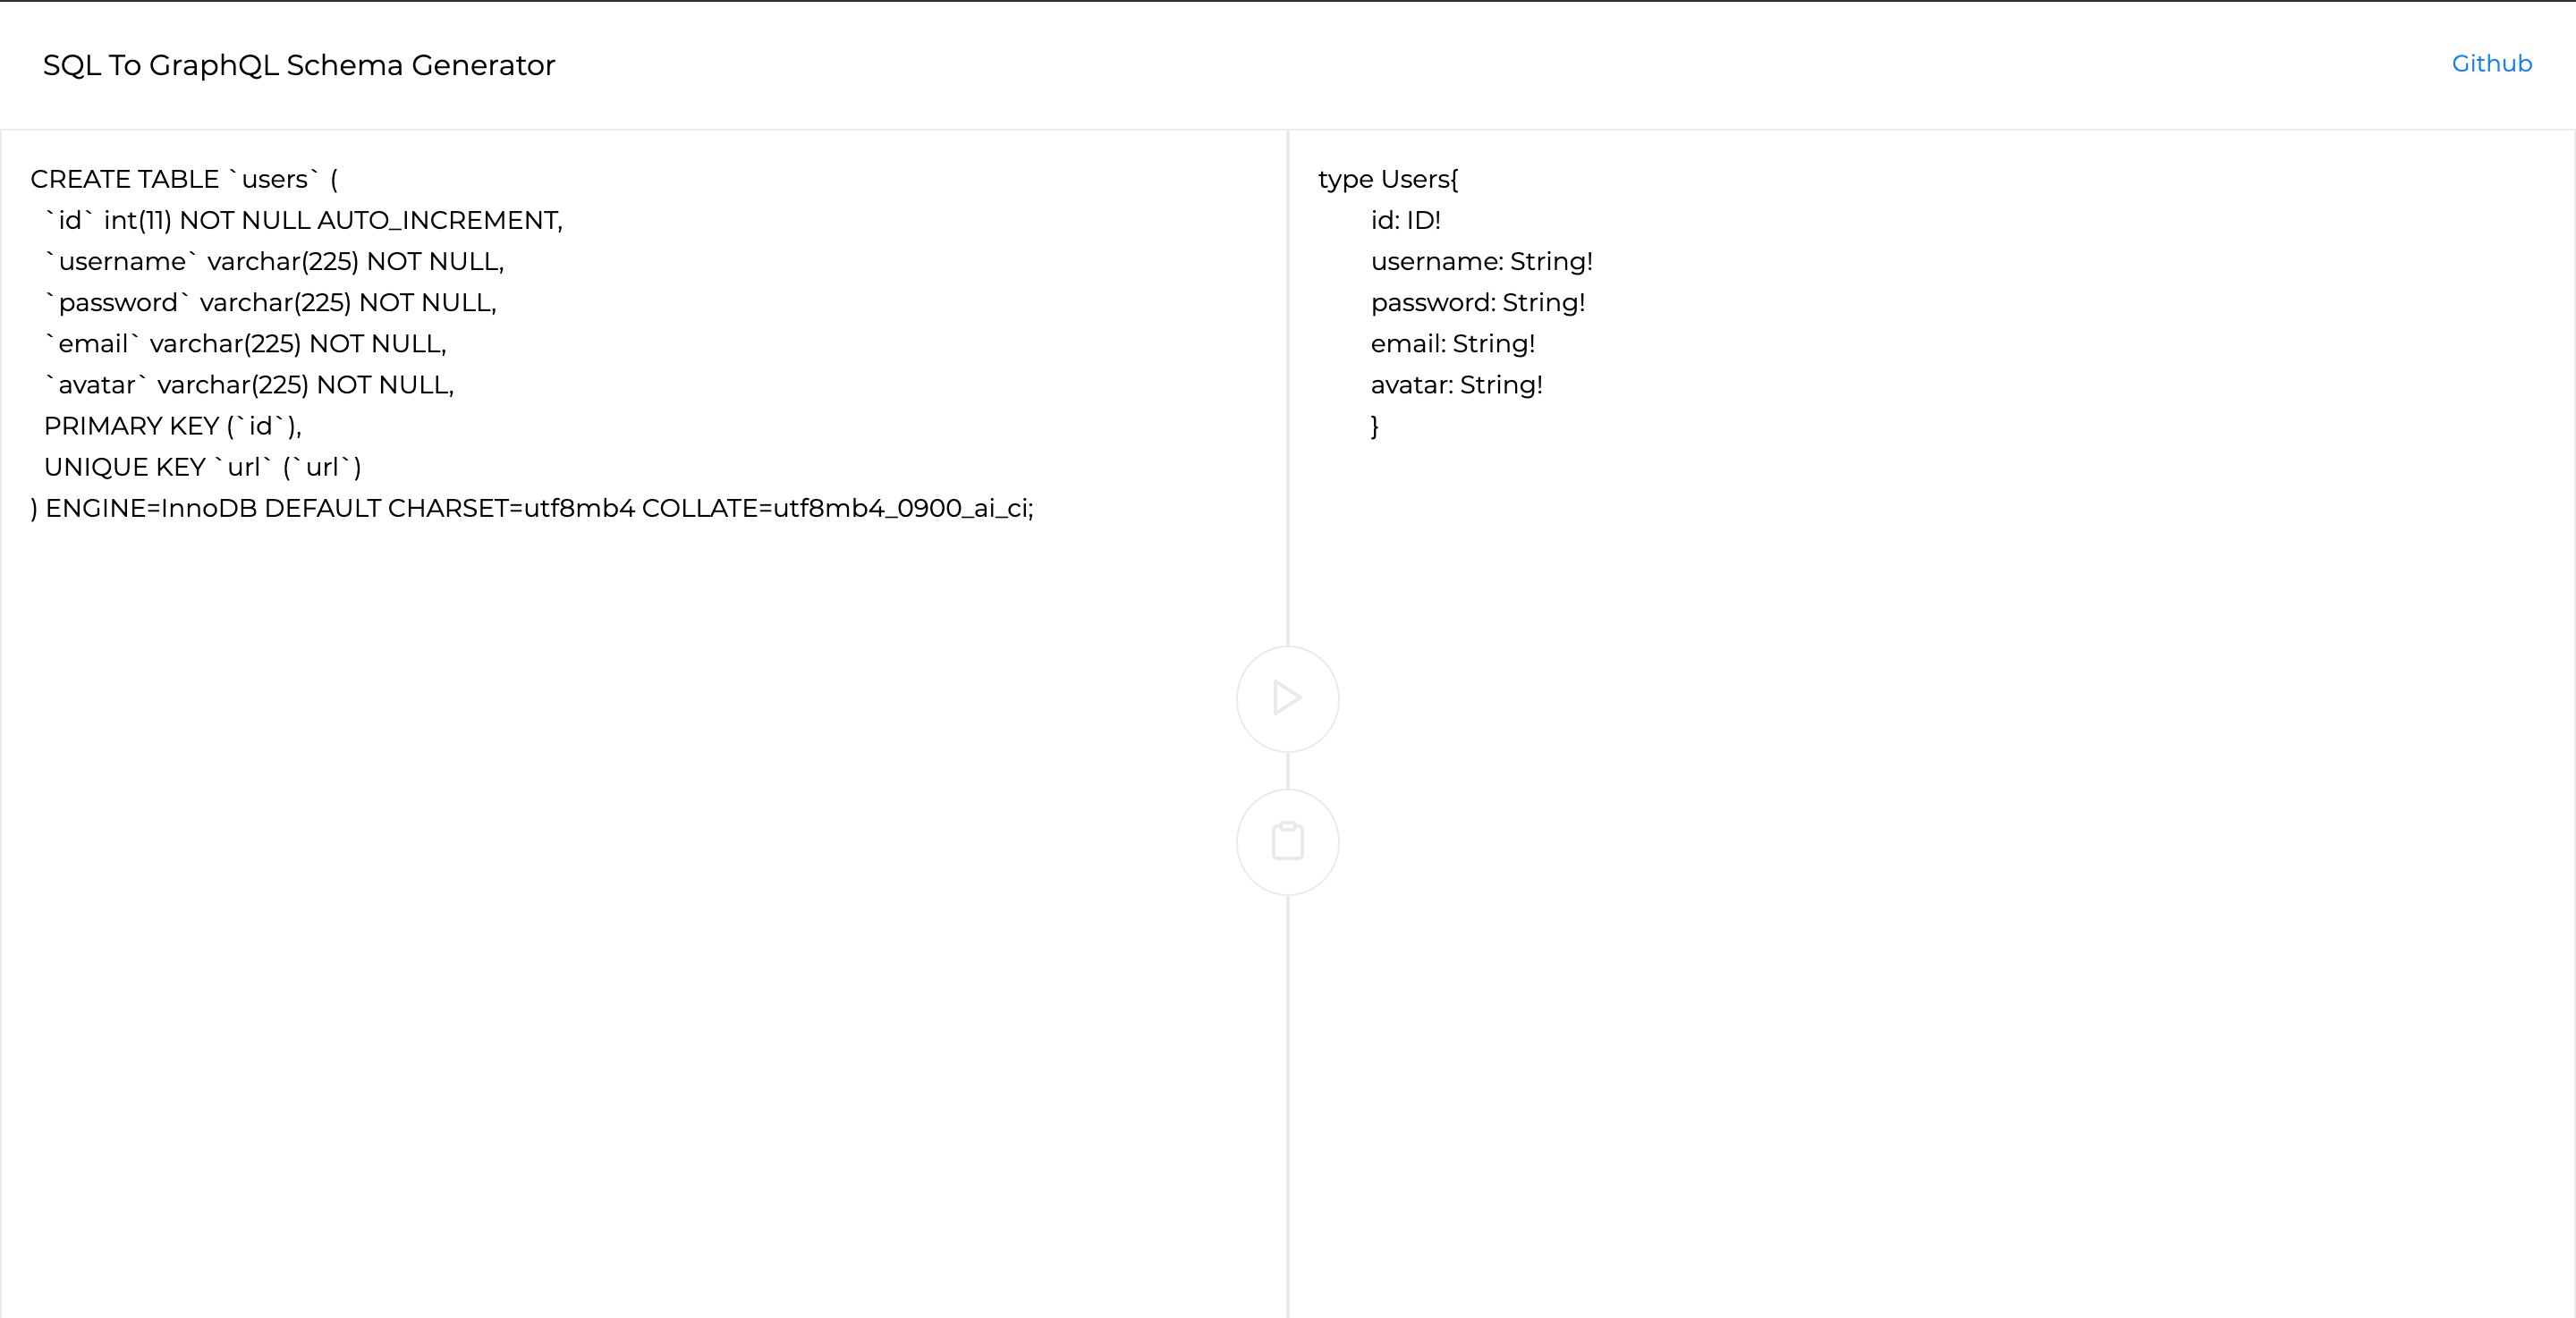 SQL To GraphQL Schema Generator
Github
CREATE TABLE `users` (
`id` int(11) NOT NULL AUTO_INCREMENT,
`username` varchar(225) NOT NULL,
`password` varchar(225) NOT NULL,
`email` varchar(225) NOT NULL,
`avatar` varchar(225) NOT NULL,
PRIMARY KEY (`id`),
UNIQUE KEY `url` (`url`)
) ENGINE=InnoDB DEFAULT CHARSET=utf8mb4 COLLATE=utf8mb4_0900_ai_ci;
type Users{
id: ID!
username: String!
password: String!
email: String!
avatar: String!
}